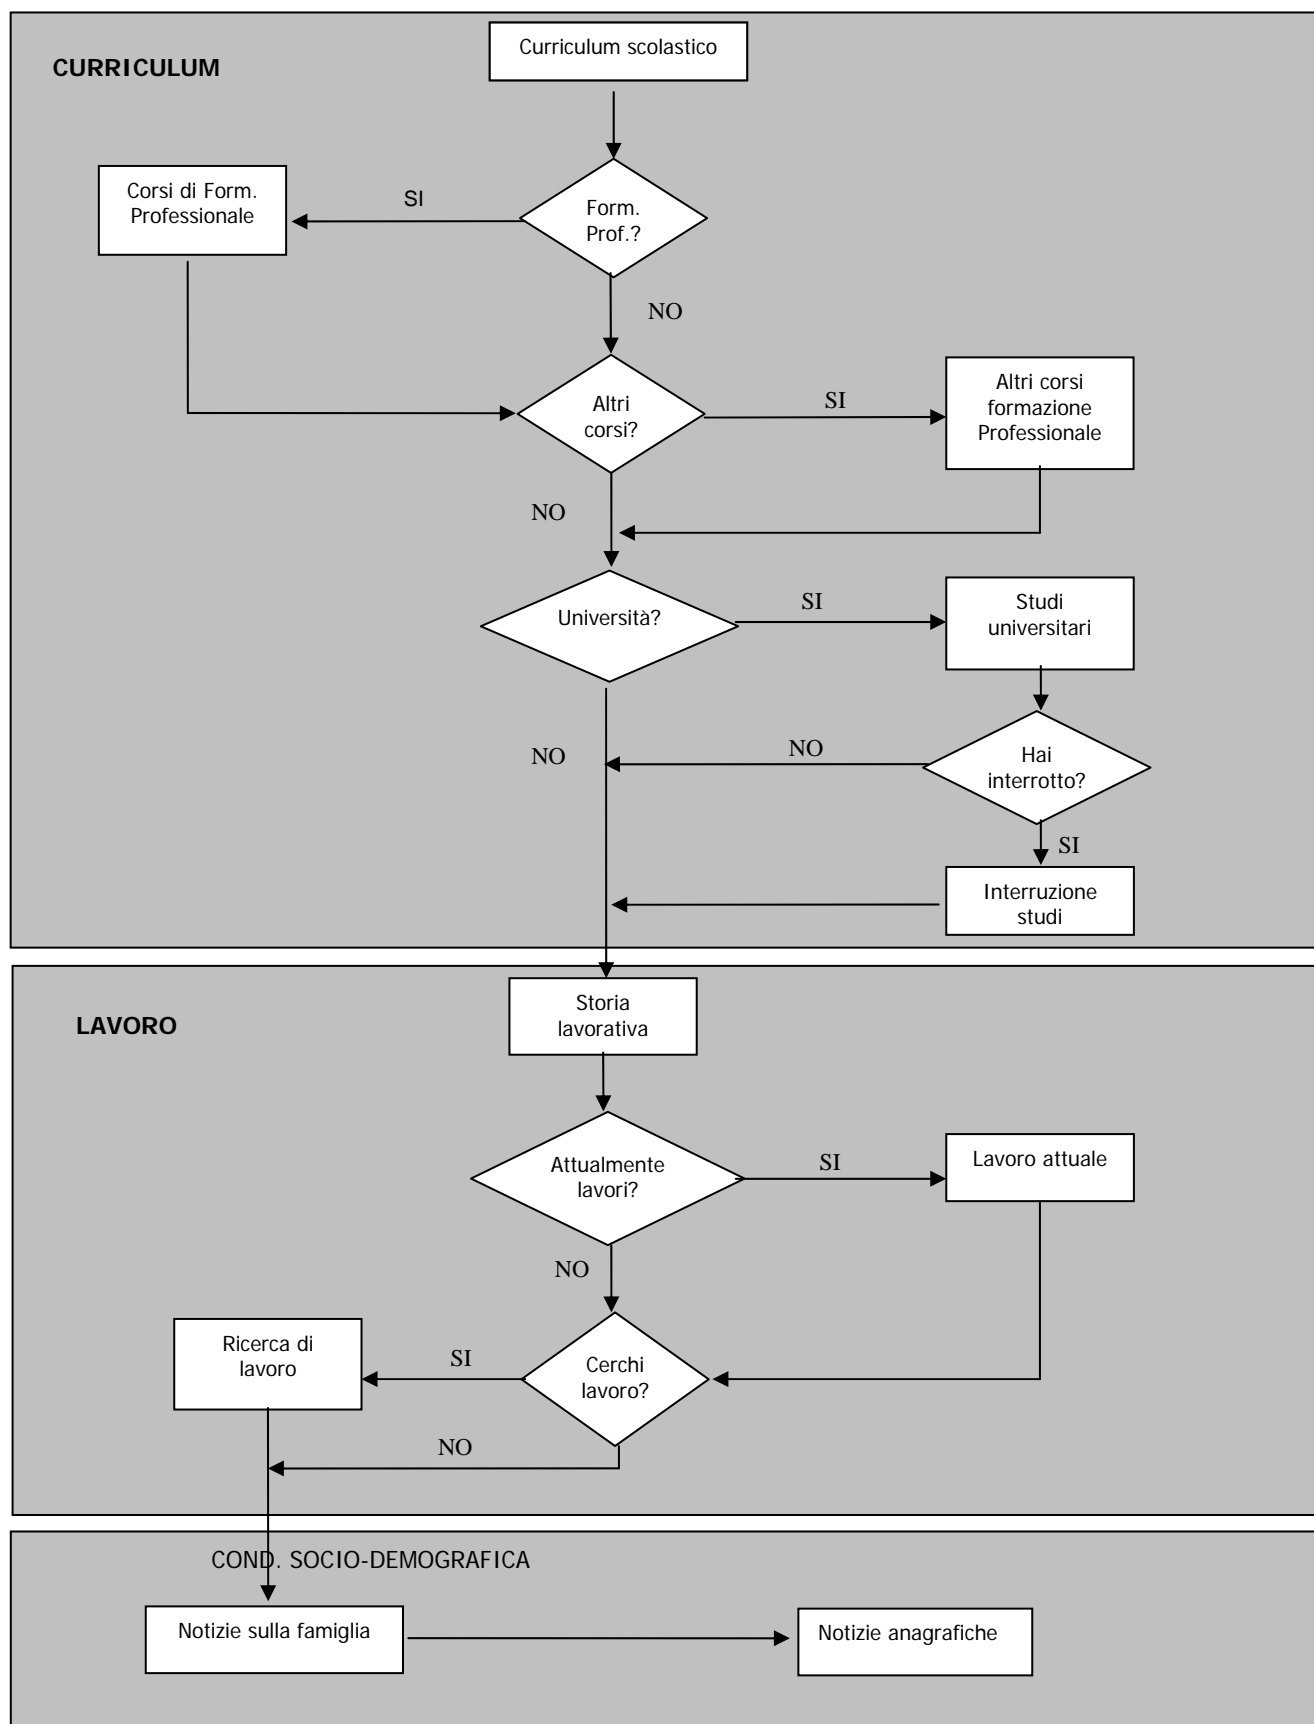 Curriculum scolastico
CURRICULUM
Corsi di Form.
Professionale
SI
Form.
Prof.?
NO
Altri
corsi?
SI
Altri corsi
formazione
Professionale
NO
Università?
SI
Studi
universitari
NO
NO
Hai
interrotto?
SI
Interruzione
studi
Storia
lavorativa
LAVORO
Attualmente
lavori?
SI
Lavoro attuale
NO
Ricerca di
lavoro
SI
Cerchi
lavoro?
NO
COND. SOCIO-DEMOGRAFICA
Notizie sulla famiglia
Notizie anagrafiche